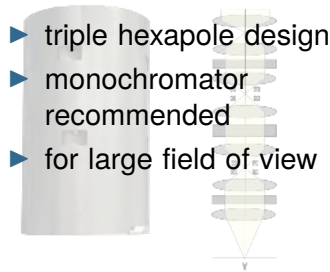 ▶ triple hexapole design
▶ monochromator
recommended
▶ for large field of view